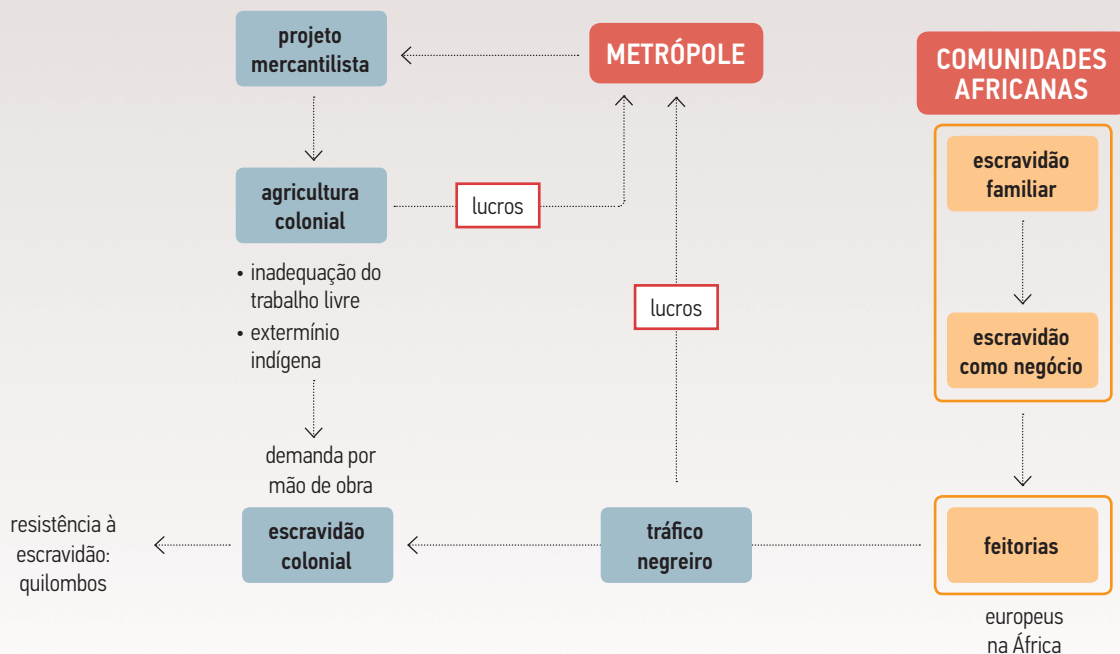 projeto
mercantilista
METRÓPOLE
COMUNIDADES
AFRICANAS
agricultura
colonial
lucros
escravidão
familiar
• inadequação do
trabalho livre
• extermínio
indígena
lucros
escravidão
como negócio
demanda por
mão de obra
resistência à
escravidão:
quilombos
escravidão
colonial
tráfico
negreiro
feitorias
europeus
na África